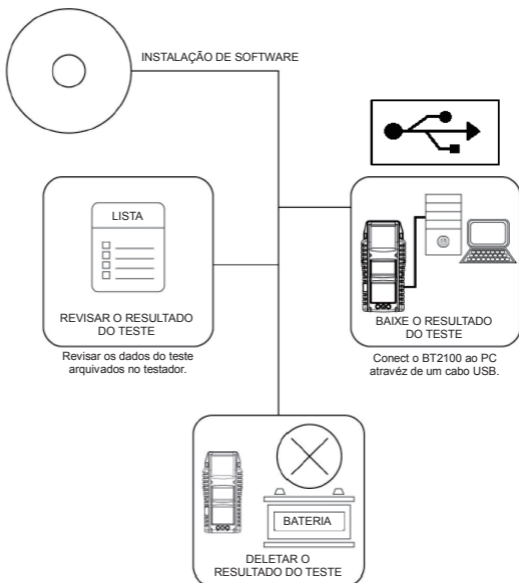 INSTALAÇÃO DE SOFTWARE
LISTA
REVISAR O RESULTADO
DO TESTE
Revisar os dados do teste
arquivados no testador.
BAIXE O RESULTADO
DO TESTE
Conect o BT2100 ao PC
atravéz de um cabo USB.
BATERIA
DELETAR O
RESULTADO DO TESTE